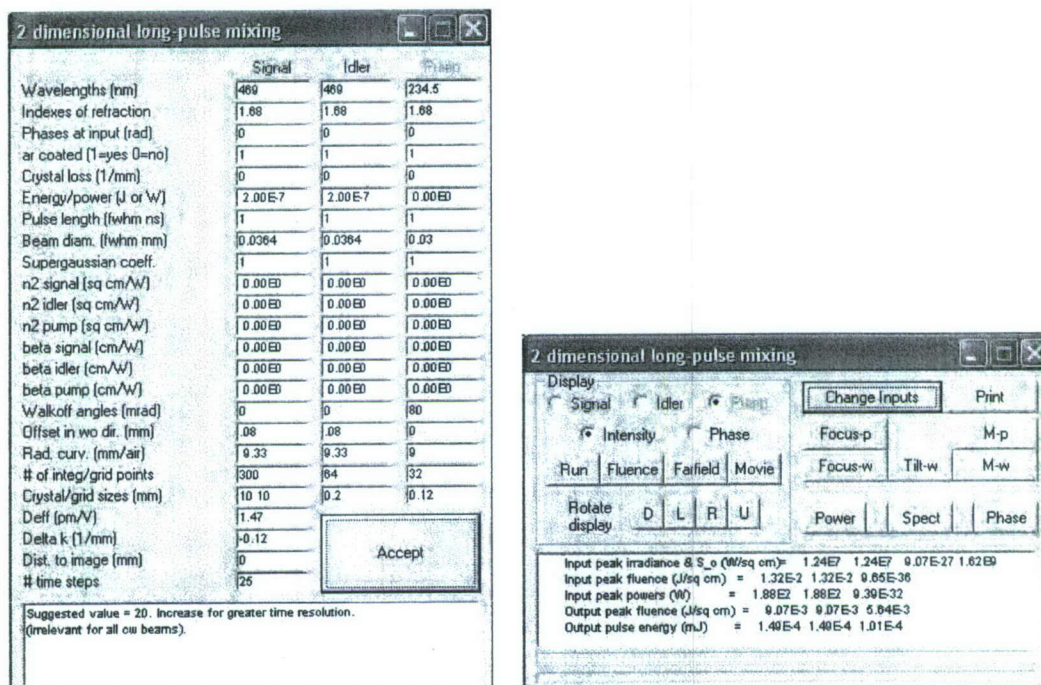 2 dimensional long-pulse mixing
Signal Idler Pump
Wavelengths (nm) 469 469 234.5
Indexes of refraction 1.68 1.68 1.68
Phases at input (rad) 0 0 0
ar coated (1=yes 0=no) 1 1 1
Crystal loss (1/mm) 0 0 0
Energy/power (J or W) 2.00E-7 2.00E-7 0.00E0
Pulse length (fwhm ns) 1 1 1
Beam diam. (fwhm mm) 0.0364 0.0364 0.03
Supergaussian coeff. 1 1 1
n2 signal (sq cm/W) 0.00E0 0.00E0 0.00E0
n2 idler (sq cm/W) 0.00E0 0.00E0 0.00E0
n2 pump (sq cm/W) 0.00E0 0.00E0 0.00E0
beta signal (cm/W) 0.00E0 0.00E0 0.00E0
beta idler (cm/W) 0.00E0 0.00E0 0.00E0
beta pump (cm/W) 0.00E0 0.00E0 0.00E0
Walkoff angles (mrad) 0 0 80
Offset in wo dir. (mm) .08 .08 0
Rad. curv. (mm/air) 9.33 9.33 9
# of integ/grid points 300 64 32
Crystal/grid sizes (mm) 10 10 0.2 0.12
Deff (pm/V) 1.47
Delta k (1/mm) -0.12
Dist. to image (mm) 0
# time steps 25
Accept
Suggested value = 20. Increase for greater time resolution.
(irrelevant for all cw beams).
2 dimensional long-pulse mixing
Display
Signal Idler Pump
Intensity Phase
Run Fluence Farfield Movie
Rotate display D L R U
Change Inputs Print
Focus-p M-p
Focus-w Tilt-w M-w
Power Spect Phase
Input peak irradiance & S_o (W/sq cm)= 1.24E7 1.24E7 9.07E-27 1.62E9
Input peak fluence (J/sq cm) = 1.32E-2 1.32E-2 9.65E-36
Input peak powers (W) = 1.88E2 1.88E2 9.39E-32
Output peak fluence (J/sq cm) = 9.07E-3 9.07E-3 5.64E-3
Output pulse energy (mJ) = 1.49E-4 1.49E-4 1.01E-4